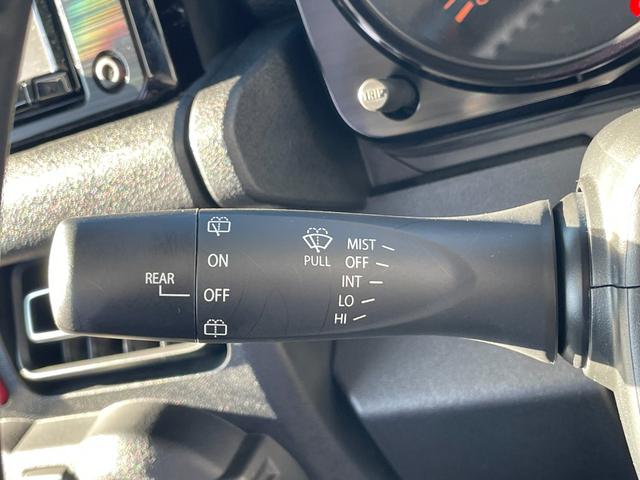 TRIP
ON
REAR
OFF
PULL
MIST
OFF
INT
LO
HI